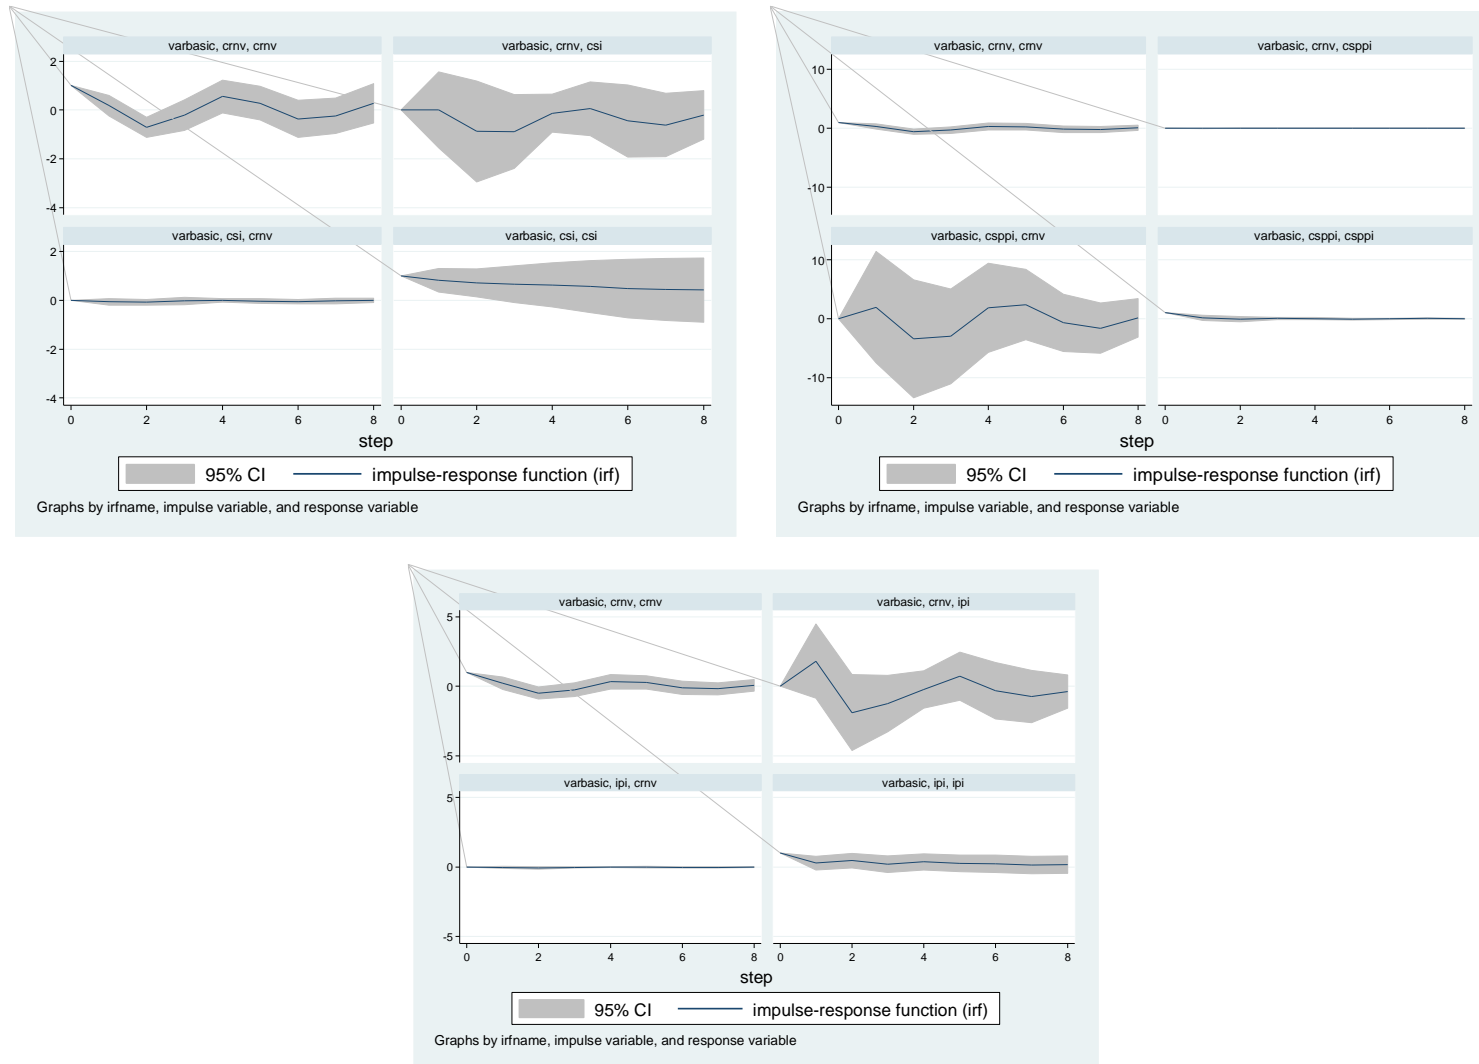 varbasic, crnv, crnv
varbasic, crnv, csi
2
0
-2
-4
varbasic, csi, crnv
varbasic, csi, csi
2
0
-2
-4
0 2 4 6 8 0 2 4 6 8
step
95% CI impulse-response function (irf)
Graphs by irfname, impulse variable, and response variable
varbasic, crnv, crnv
varbasic, crnv, csppi
10
0
-10
varbasic, csppi, crnv
varbasic, csppi, csppi
10
0
-10
0 2 4 6 8 0 2 4 6 8
step
95% CI impulse-response function (irf)
Graphs by irfname, impulse variable, and response variable
varbasic, crnv, crnv
varbasic, crnv, ipi
5
0
-5
varbasic, ipi, crnv
varbasic, ipi, ipi
5
0
-5
0 2 4 6 8 0 2 4 6 8
step
95% CI impulse-response function (irf)
Graphs by irfname, impulse variable, and response variable